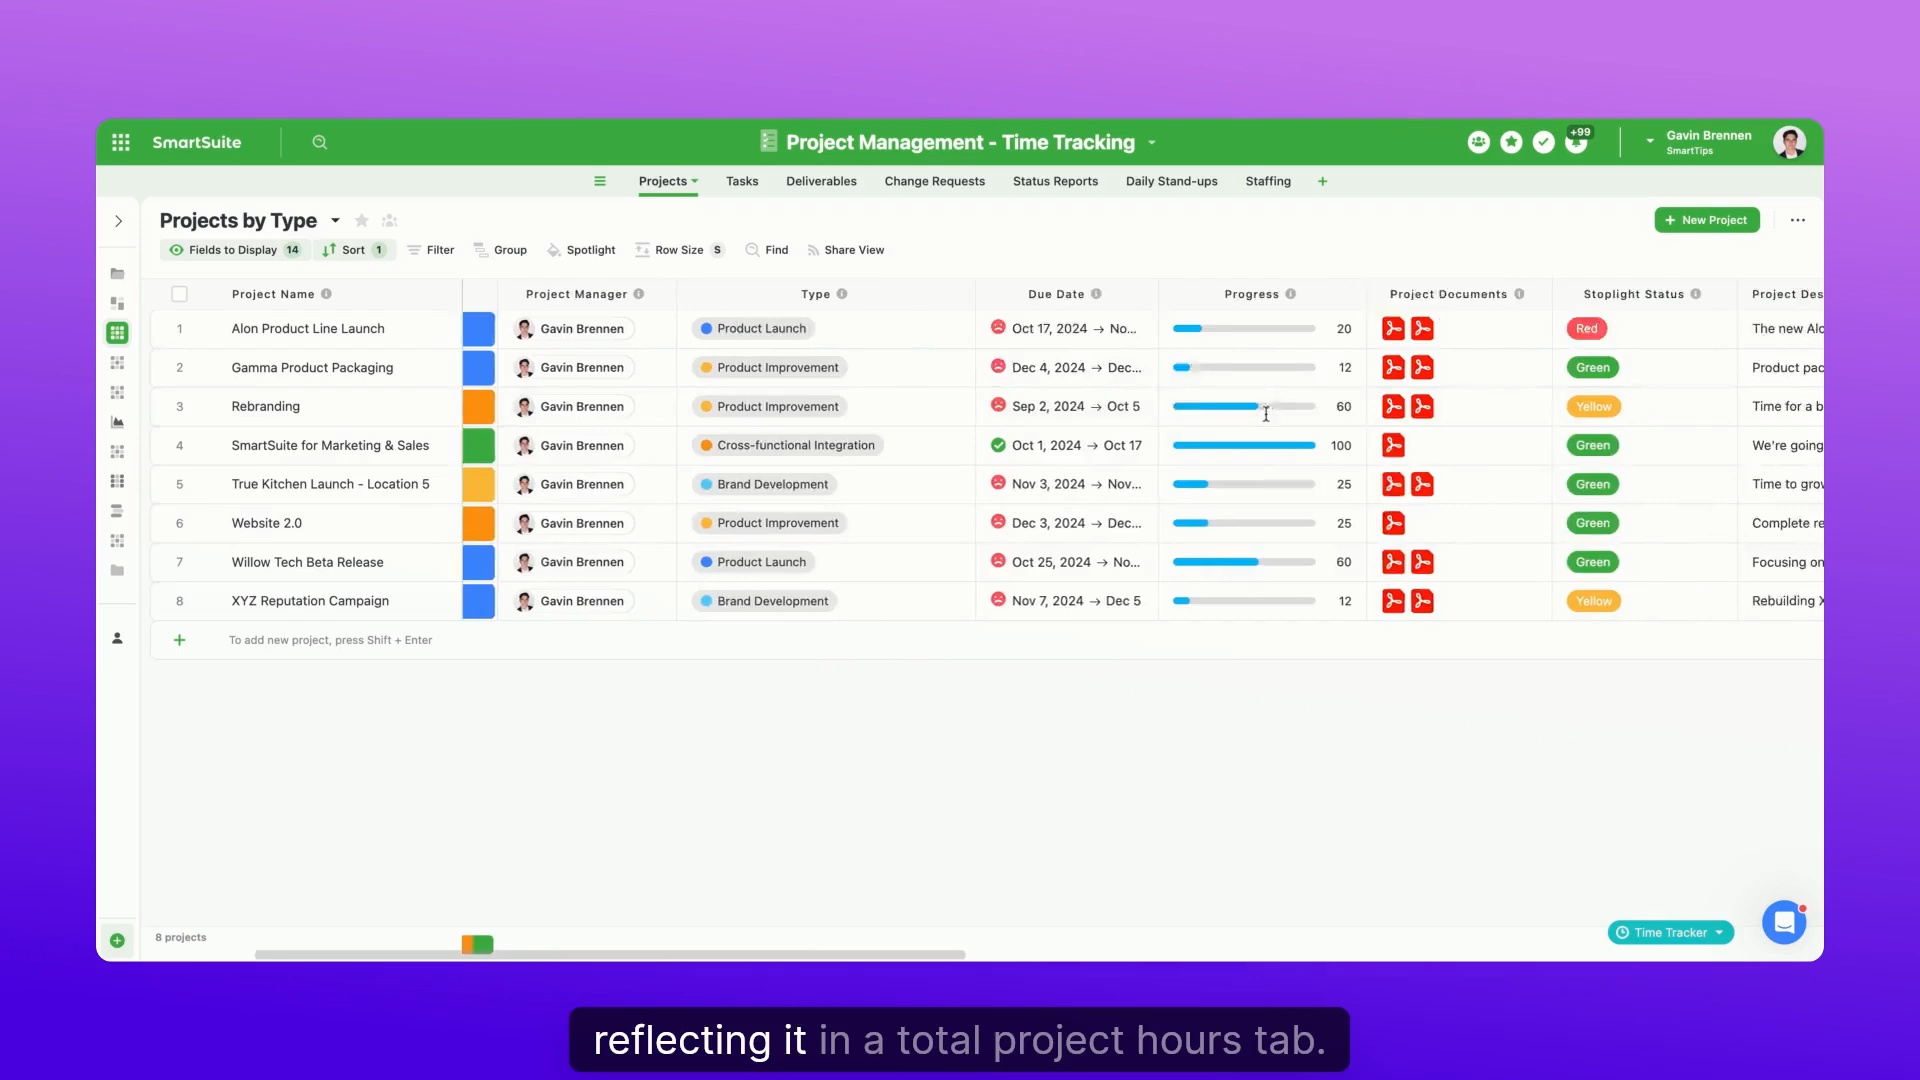 SmartSuite
Project Management - Time Tracking
+99
Gavin Brennen
SmartTips
Projects Tasks Deliverables Change Requests Status Reports Daily Stand-ups Staffing +
Projects by Type
+ New Project
Fields to Display 14 Sort 1 Filter Group Spotlight Row Size S Find Share View
Project Name Project Manager Type Due Date Progress Project Documents Stoplight Status Project Des
1 Alon Product Line Launch Gavin Brennen Product Launch Oct 17, 2024 → No... 20 Red The new Alo
2 Gamma Product Packaging Gavin Brennen Product Improvement Dec 4, 2024 → Dec... 12 Green Product pac
3 Rebranding Gavin Brennen Product Improvement Sep 2, 2024 → Oct 5 60 Yellow Time for a b
4 SmartSuite for Marketing & Sales Gavin Brennen Cross-functional Integration Oct 1, 2024 → Oct 17 100 Green We're going
5 True Kitchen Launch - Location 5 Gavin Brennen Brand Development Nov 3, 2024 → Nov... 25 Green Time to grow
6 Website 2.0 Gavin Brennen Product Improvement Dec 3, 2024 → Dec... 25 Green Complete re
7 Willow Tech Beta Release Gavin Brennen Product Launch Oct 25, 2024 → No... 60 Green Focusing on
8 XYZ Reputation Campaign Gavin Brennen Brand Development Nov 7, 2024 → Dec 5 12 Yellow Rebuilding X
+ To add new project, press Shift + Enter
8 projects
Time Tracker
reflecting it in a total project hours tab.